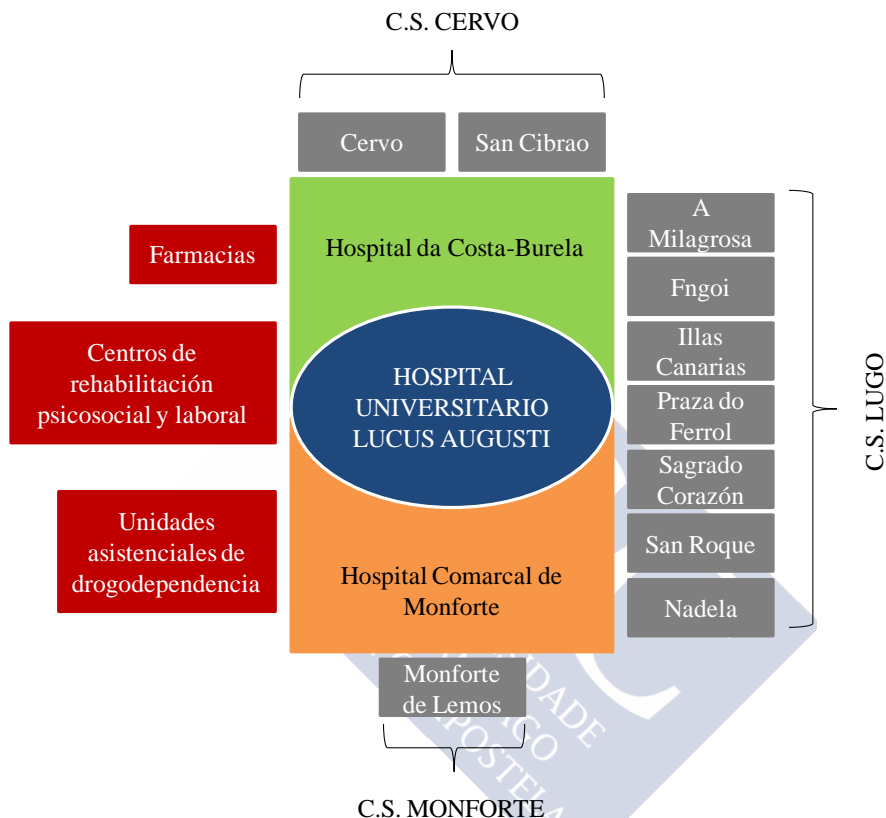 C.S. CERVO
Cervo
San Cibrao
Farmacias
Centros de
rehabilitación
psicosocial y laboral
Unidades
asistenciales de
drogodependencia
Hospital da Costa-Burela
HOSPITAL
UNIVERSITARIO
LUCUS AUGUSTI
Hospital Comarcal de
Monforte
A
Milagrosa
Fngoi
Illas
Canarias
Praza do
Ferrol
Sagrado
Corazón
San Roque
Nadela
C.S. LUGO
Monforte
de Lemos
C.S. MONFORTE